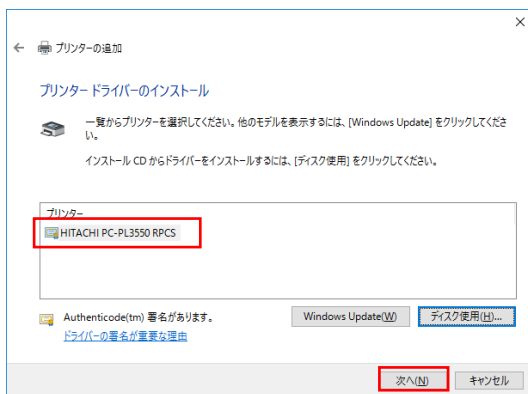 プリンターの追加
プリンター ドライバーのインストール
一覧からプリンターを選択してください。他のモデルを表示するには、[Windows Update] をクリックしてくださ
い。
インストール CD からドライバーをインストールするには、[ディスク使用] をクリックしてください。
プリンター
HITACHI PC-PL3550 RPCS
Authenticode(tm) 署名があります。
Windows Update(W)
ディスク使用(H)...
ドライバーの署名が重要な理由
次へ(N)
キャンセル